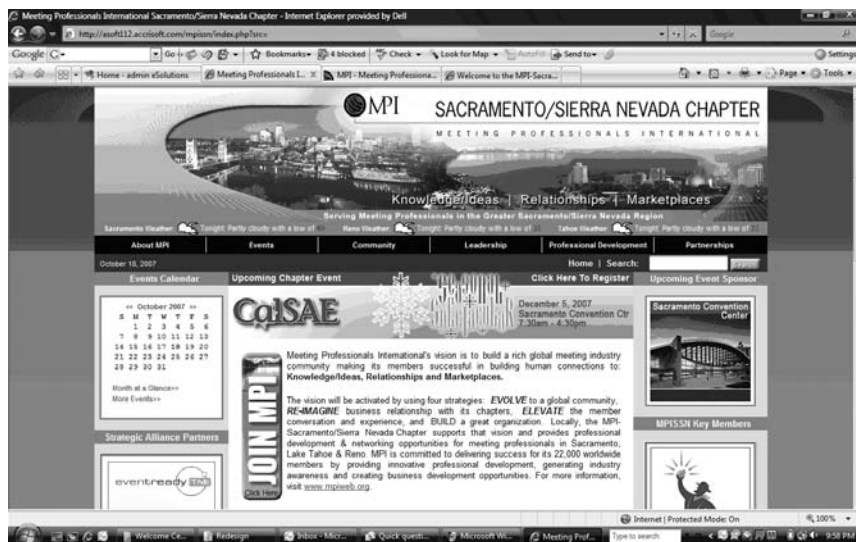 Meeting Professionals International Sacramento/Sierra Nevada Chapter - Internet Explorer provided by Dell
http://asoft112.accrisoft.com/mpissn/index.php?src=
Google
Google G- Go Bookmarks 4 blocked Check Look for Map AutoFill Send to Settings
Home - admin eSolutions Meeting Professionals I... X MPI - Meeting Professiona... Welcome to the MPI-Sacra... Page Tools
MPI SACRAMENTO/SIERRA NEVADA CHAPTER
MEETING PROFESSIONALS INTERNATIONAL
Knowledge/Ideas | Relationships | Marketplaces
Serving Meeting Professionals in the Greater Sacramento/Sierra Nevada Region
Sacramento Weather: Tonight: Partly cloudy with a low of Reno Weather: Tonight: Partly cloudy with a low of Tahoe Weather: Tonight: Partly cloudy with a low of
About MPI Events Community Leadership Professional Development Partnerships
October 18, 2007 Home | Search: Search
Events Calendar Upcoming Chapter Event Click Here To Register Upcoming Event Sponsor
<< October 2007 >>
S M T W T F S
1 2 3 4 5 6
7 8 9 10 11 12 13
14 15 16 17 18 19 20
21 22 23 24 25 26 27
28 29 30 31
Month at a Glance>>
More Events>>
CalSAE
December 5, 2007
Sacramento Convention Ctr
7:30am - 4:30pm
Sacramento Convention
Center
JOIN MPI
Click Here
Meeting Professionals International's vision is to build a rich global meeting industry
community making its members successful in building human connections to:
Knowledge/Ideas, Relationships and Marketplaces.
The vision will be activated by using four strategies: EVOLVE to a global community,
RE-IMAGINE business relationship with its chapters, ELEVATE the member
conversation and experience, and BUILD a great organization. Locally, the MPI-
Sacramento/Sierra Nevada Chapter supports that vision and provides professional
development & networking opportunities for meeting professionals in Sacramento,
Lake Tahoe & Reno. MPI is committed to delivering success for its 22,000 worldwide
members by providing innovative professional development, generating industry
awareness and creating business development opportunities. For more information,
visit www.mpiweb.org.
Strategic Alliance Partners
eventready
MPISSN Key Members
Internet | Protected Mode: On 100%
Welcome Ce... Redesign Inbox - Micr... Quick questi... Microsoft Wi... Meeting Prof... Type to search 9:58 PM